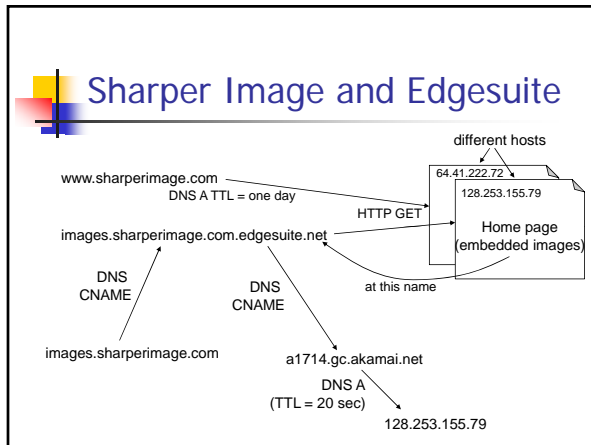 Sharper Image and Edgesuite
different hosts
64.41.222.72
www.sharperimage.com
128.253.155.79
DNS A TTL = one day
HTTP GET
Home page
(embedded images)
images.sharperimage.com.edgesuite.net
DNS
CNAME
DNS
CNAME
at this name
images.sharperimage.com
a1714.gc.akamai.net
DNS A
(TTL = 20 sec)
128.253.155.79